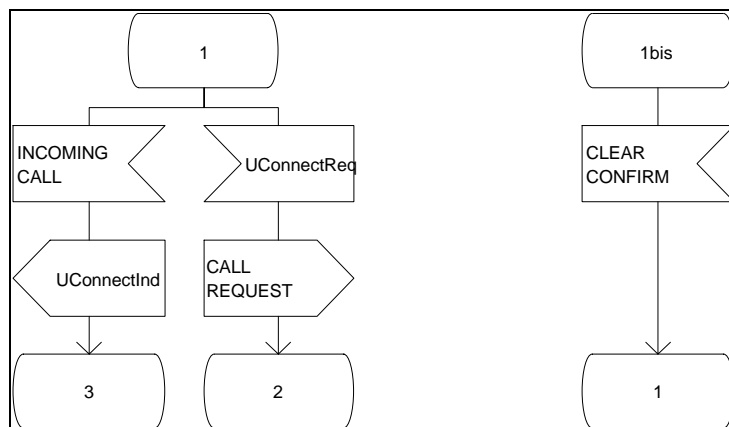 1
1bis
INCOMING
CALL
UConnectReq
CLEAR
CONFIRM
UConnectInd
CALL
REQUEST
3
2
1